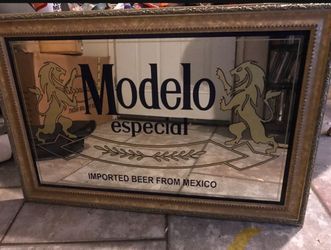 Modelo
especial
IMPORTED BEER FROM MEXICO